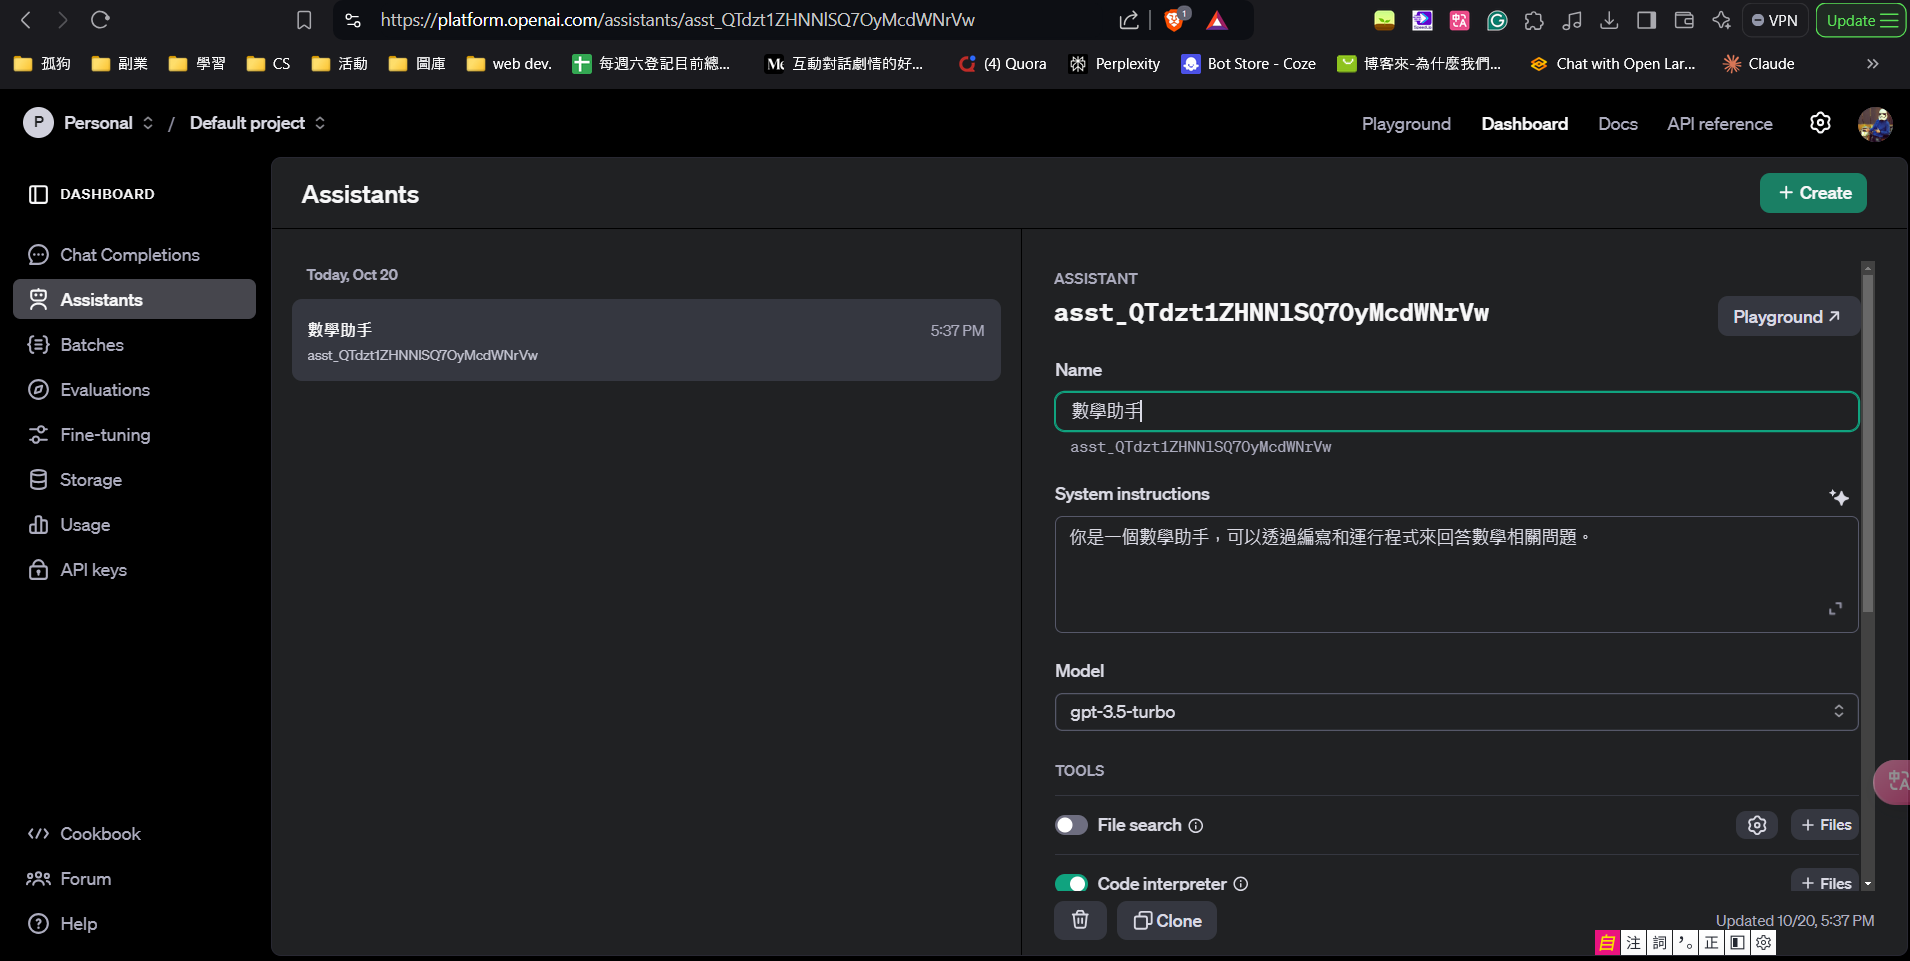 https://platform.openai.com/assistants/asst_QTdzt1ZHNNlSQ7OyMcdWNrVw
1
VPN
Update
孤狗
副業
學習
CS
活動
圖庫
web dev.
每週六登記目前總...
互動對話劇情的好...
(4) Quora
Perplexity
Bot Store - Coze
博客來-為什麼我們...
Chat with Open Lar...
Claude
P
Personal
/
Default project
Playground
Dashboard
Docs
API reference
DASHBOARD
Chat Completions
Assistants
Batches
Evaluations
Fine-tuning
Storage
Usage
API keys
Cookbook
Forum
Help
Assistants
+ Create
Today, Oct 20
數學助手
5:37 PM
asst_QTdzt1ZHNNlSQ7OyMcdWNrVw
ASSISTANT
asst_QTdzt1ZHNNlSQ7OyMcdWNrVw
Playground
Name
數學助手
asst_QTdzt1ZHNNlSQ7OyMcdWNrVw
System instructions
你是一個數學助手，可以透過編寫和運行程式來回答數學相關問題。
Model
gpt-3.5-turbo
TOOLS
File search
+ Files
Code interpreter
+ Files
Clone
Updated 10/20, 5:37 PM
自 注 詞 ，。 正